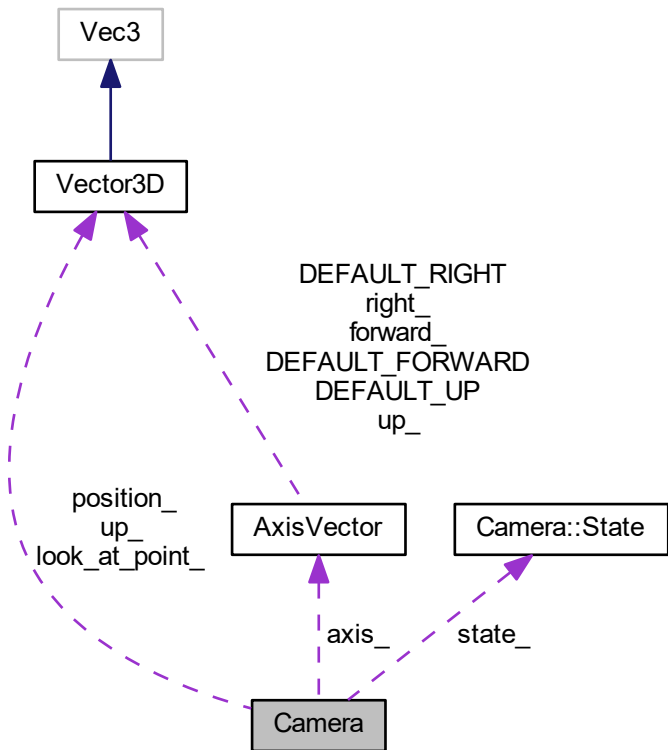 Vec3
Vector3D
DEFAULT_RIGHT
right_
forward_
DEFAULT_FORWARD
DEFAULT_UP
up_
position_
up_
look_at_point_
AxisVector
Camera::State
axis_
state_
Camera